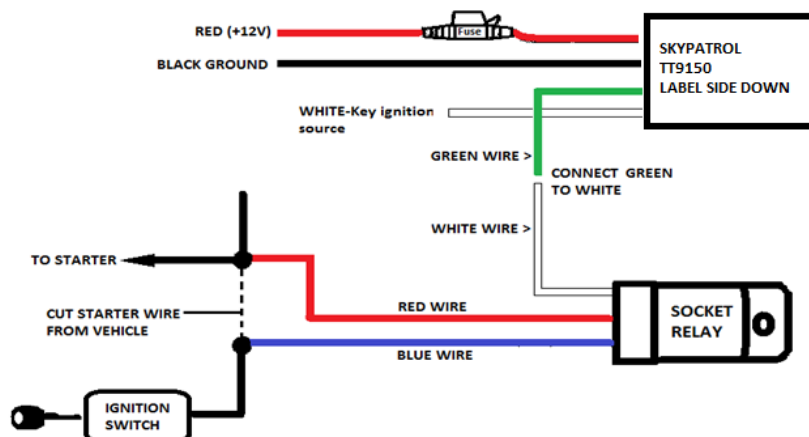 RED (+12V)
Fuse
SKYPATROL
TT9150
LABEL SIDE DOWN
BLACK GROUND
WHITE-Key ignition
source
GREEN WIRE >
CONNECT GREEN
TO WHITE
WHITE WIRE >
TO STARTER
CUT STARTER WIRE
FROM VEHICLE
RED WIRE
BLUE WIRE
SOCKET
RELAY
IGNITION
SWITCH